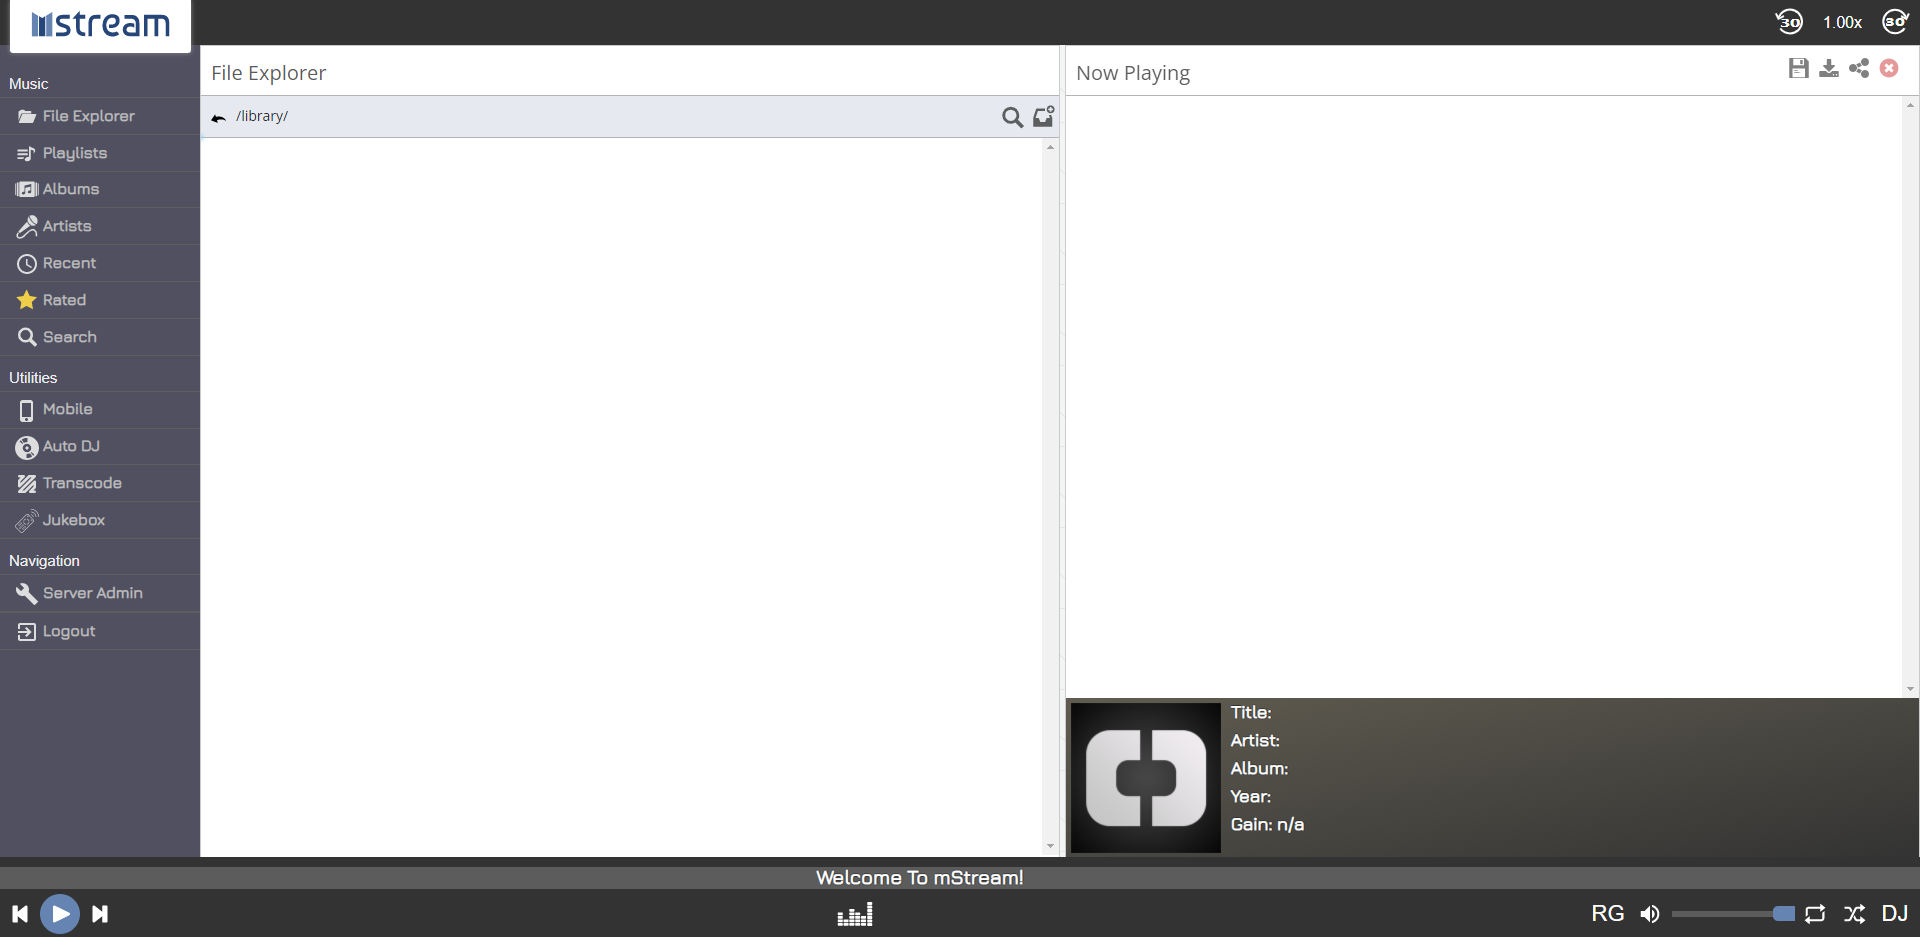 mstream
30
1.00x
30
Music
File Explorer
Playlists
Albums
Artists
Recent
Rated
Search
Utilities
Mobile
Auto DJ
Transcode
Jukebox
Navigation
Server Admin
Logout
File Explorer
/library/
Now Playing
Title:
Artist:
Album:
Year:
Gain: n/a
Welcome To mStream!
RG
DJ